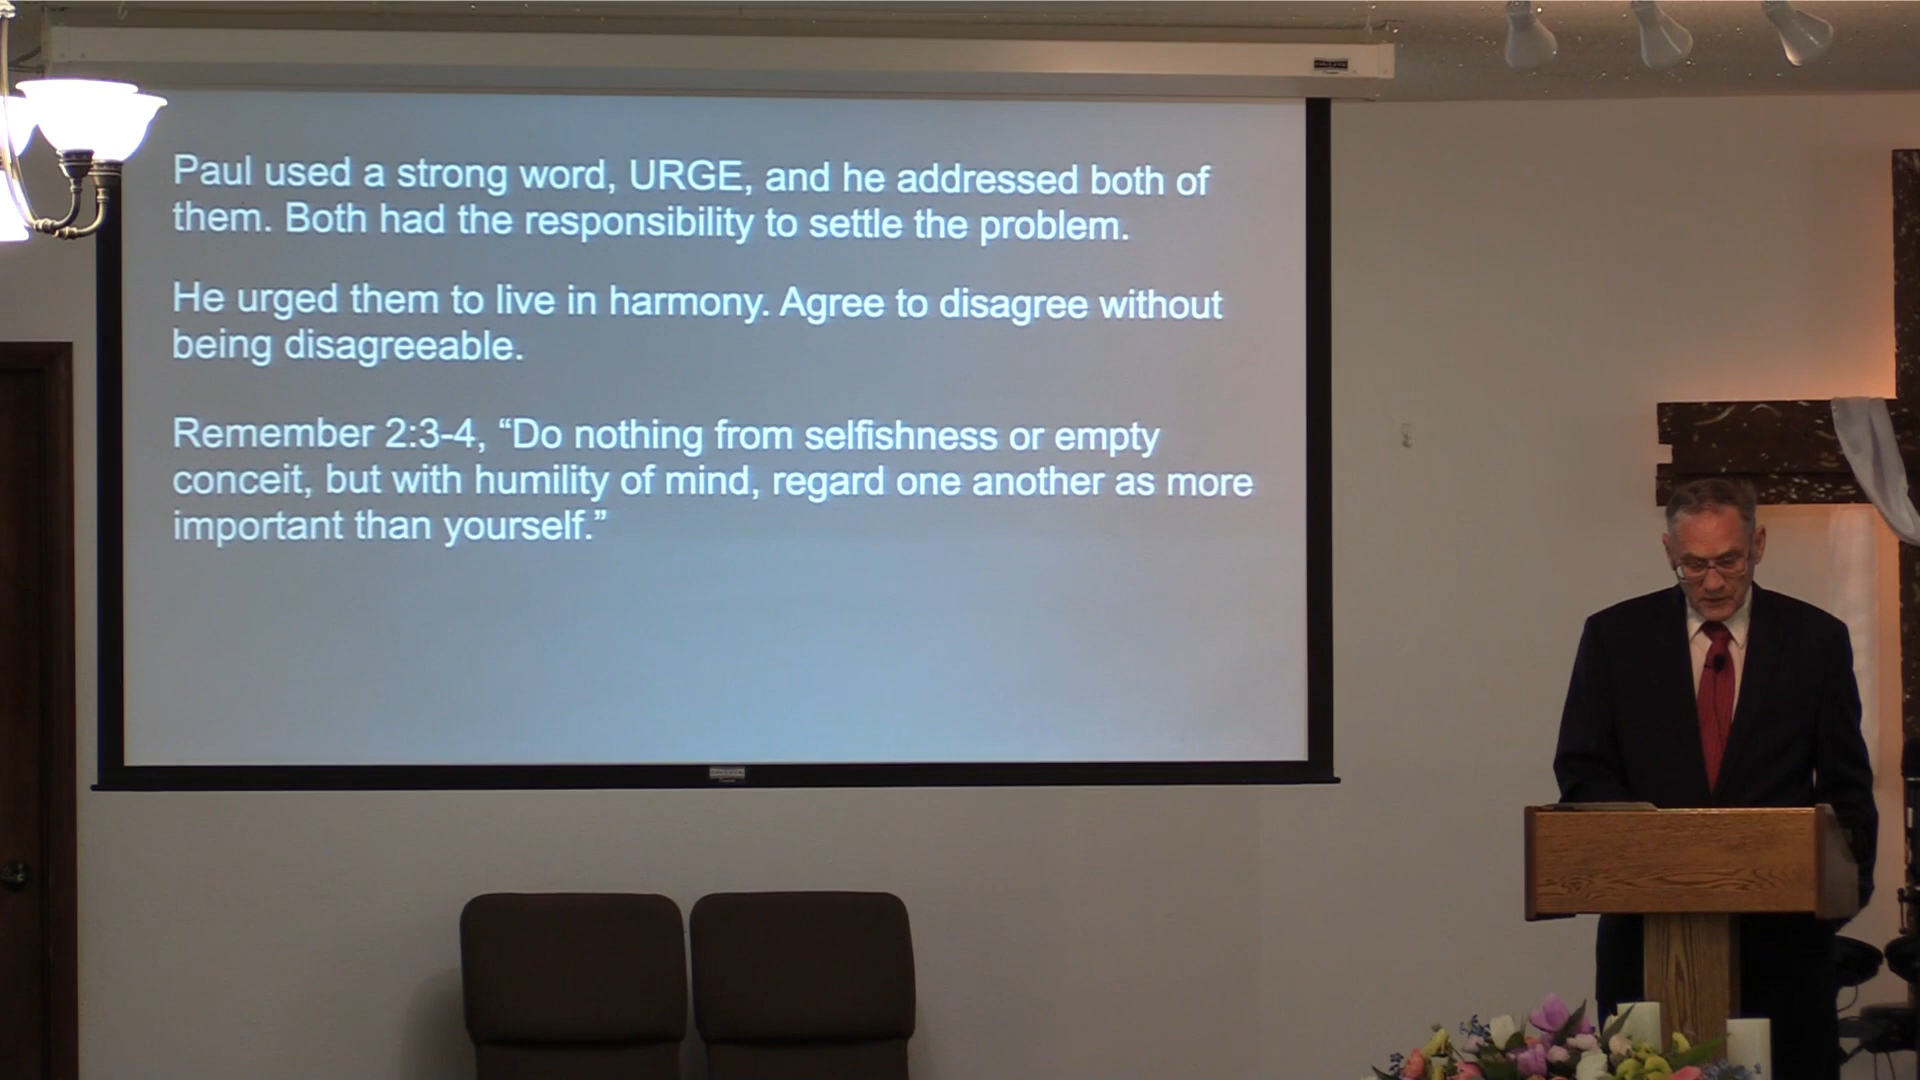 Paul used a strong word, URGE, and he addressed both of
them. Both had the responsibility to settle the problem.
He urged them to live in harmony. Agree to disagree without
being disagreeable.
Remember 2:3-4, “Do nothing from selfishness or empty
conceit, but with humility of mind, regard one another as more
important than yourself.”